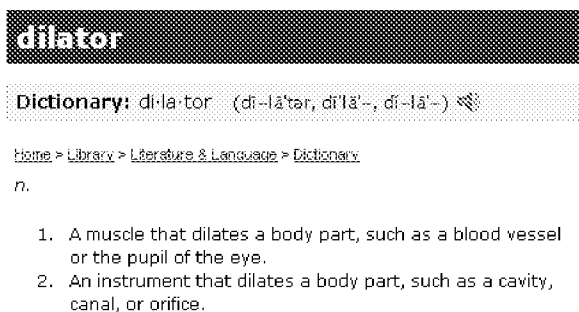 dilator
Dictionary: di·la·tor (dī-lā'tər, dī'lā'-, dĭ-lā'-)
Home > Library > Literature & Language > Dictionary
n.
1. A muscle that dilates a body part, such as a blood vessel
or the pupil of the eye.
2. An instrument that dilates a body part, such as a cavity,
canal, or orifice.